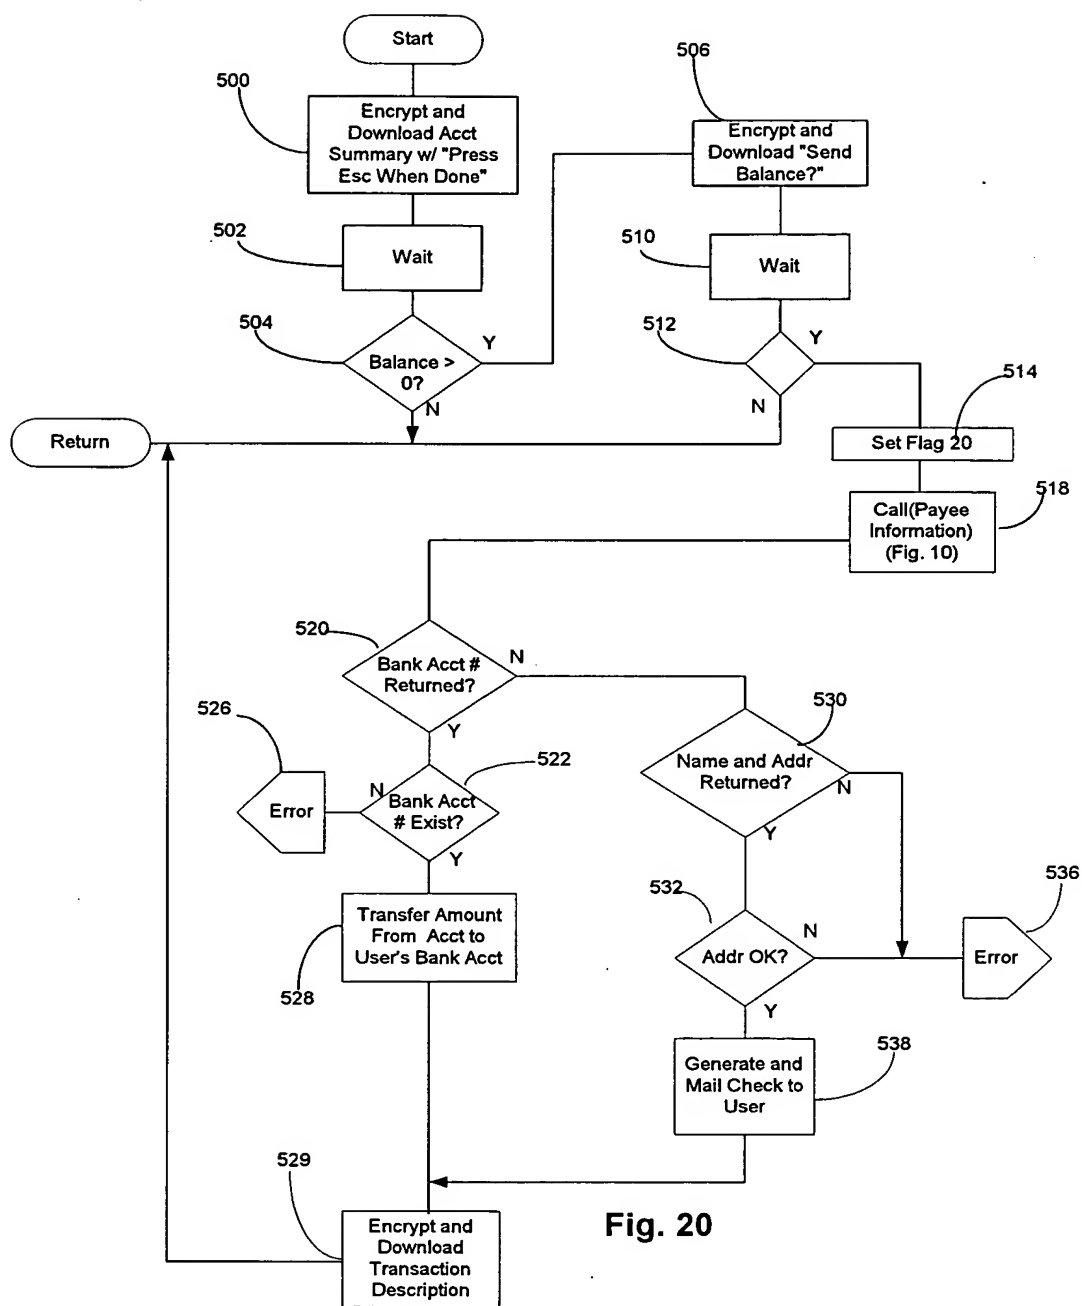 Start
500
Encrypt and
Download Acct
Summary w/ "Press
Esc When Done"
502
Wait
504
Balance >
0?
Y
N
Return
506
Encrypt and
Download "Send
Balance?"
510
Wait
512
Y
N
514
Set Flag 20
518
Call(Payee
Information)
(Fig. 10)
520
Bank Acct #
Returned?
N
Y
522
Bank Acct
# Exist?
N
Y
526
Error
528
Transfer Amount
From Acct to
User's Bank Acct
530
Name and Addr
Returned?
N
Y
532
Addr OK?
N
Y
536
Error
538
Generate and
Mail Check to
User
529
Encrypt and
Download
Transaction
Description
Fig. 20